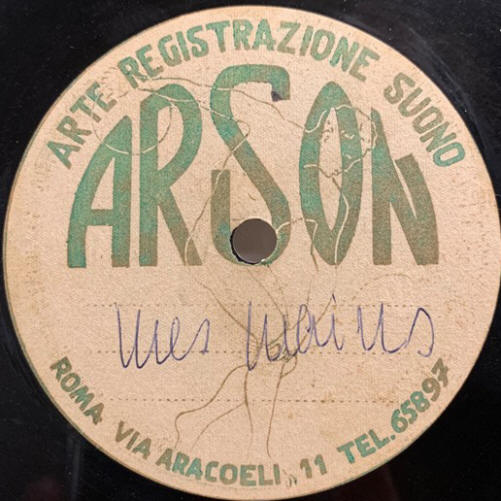 ARTE REGISTRAZIONE SUONO
ARSON
Mes Mains
ROMA VIA ARACOELI, 11 TEL. 65897